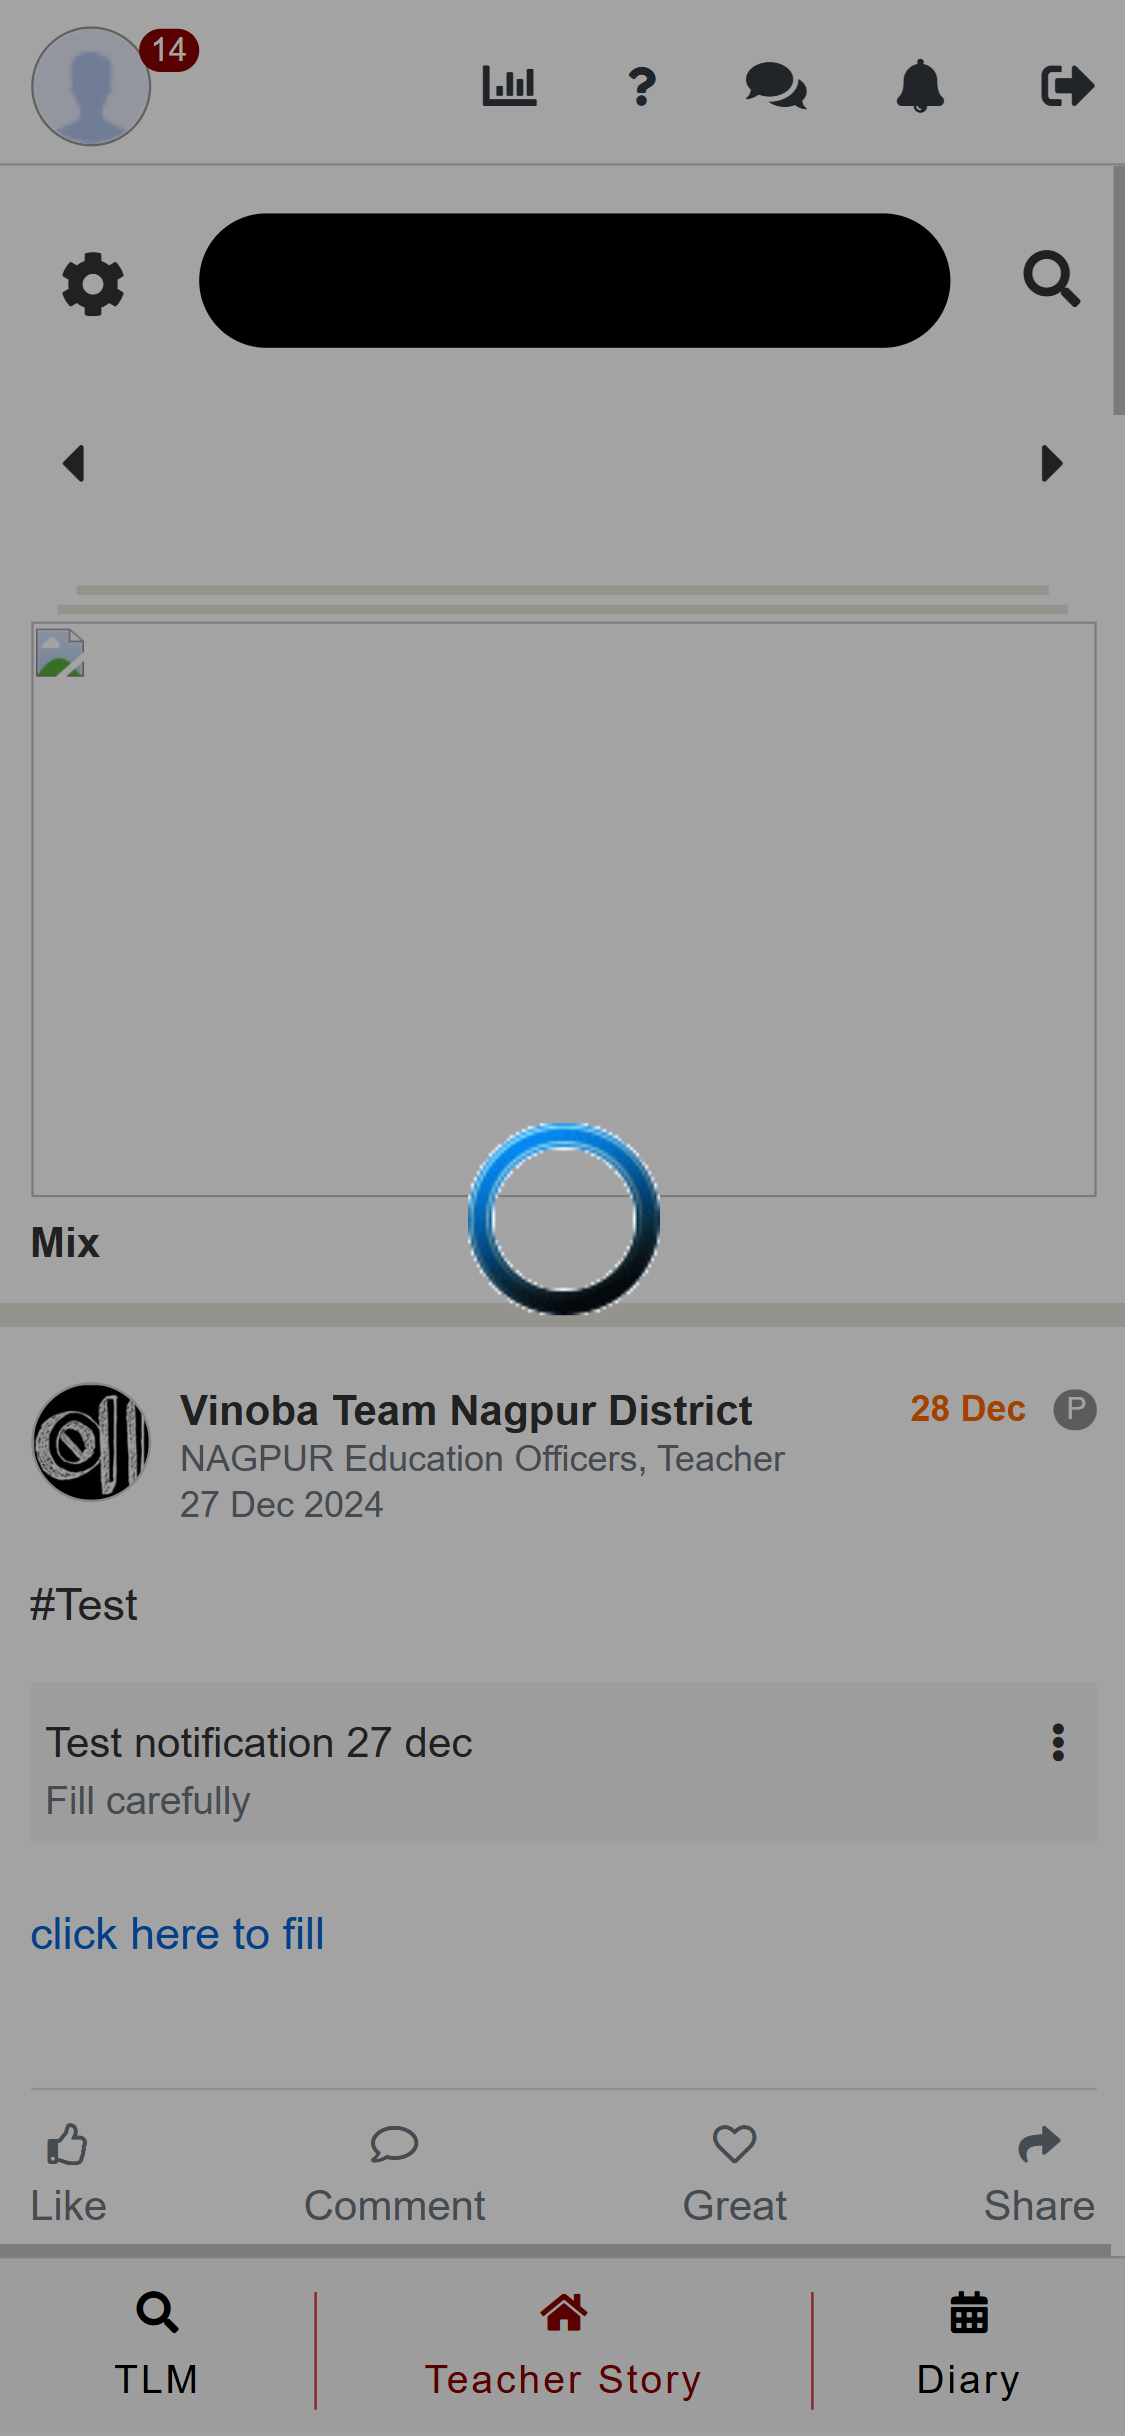 14
Mix
Vinoba Team Nagpur District
28 Dec
P
NAGPUR Education Officers, Teacher
27 Dec 2024
#Test
Test notification 27 dec
Fill carefully
click here to fill
Like
Comment
Great
Share
TLM
Teacher Story
Diary